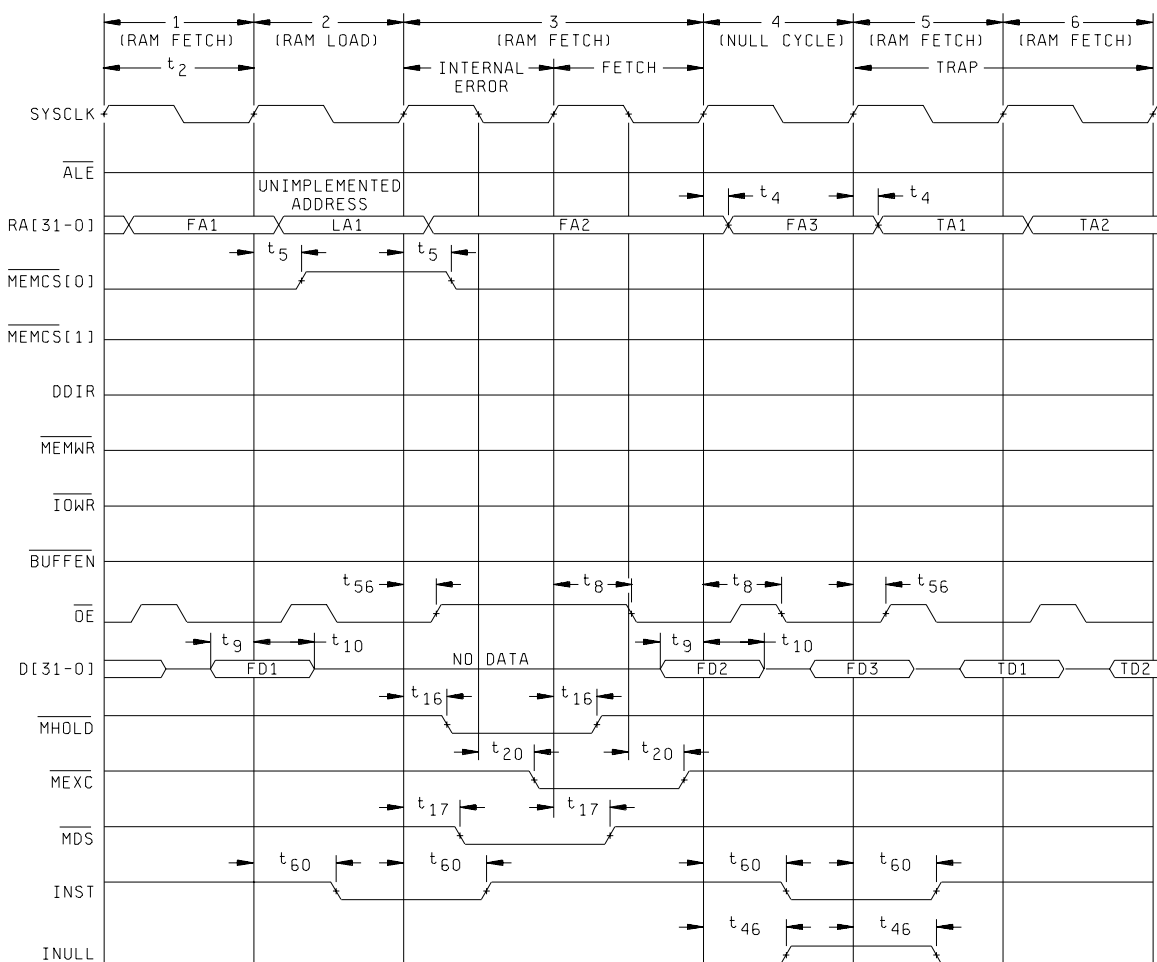 1 2 3 4 5 6
(RAM FETCH) (RAM LOAD) (RAM FETCH) (NULL CYCLE) (RAM FETCH) (RAM FETCH)
t2 INTERNAL ERROR FETCH TRAP
SYSCLK
ALE
UNIMPLEMENTED
ADDRESS
t4 t4
RA[31-0] FA1 LA1 FA2 FA3 TA1 TA2
t5 t5
MEMCS[0]
MEMCS[1]
DDIR
MEMWR
IOWR
BUFFEN
t56 t8 t8 t56
OE
t9 t10 t9 t10
D[31-0] FD1 NO DATA FD2 FD3 TD1 TD2
t16 t16
MHOLD
t20 t20
MEXC
t17 t17
MDS
t60 t60 t60 t60
INST
t46 t46
INULL